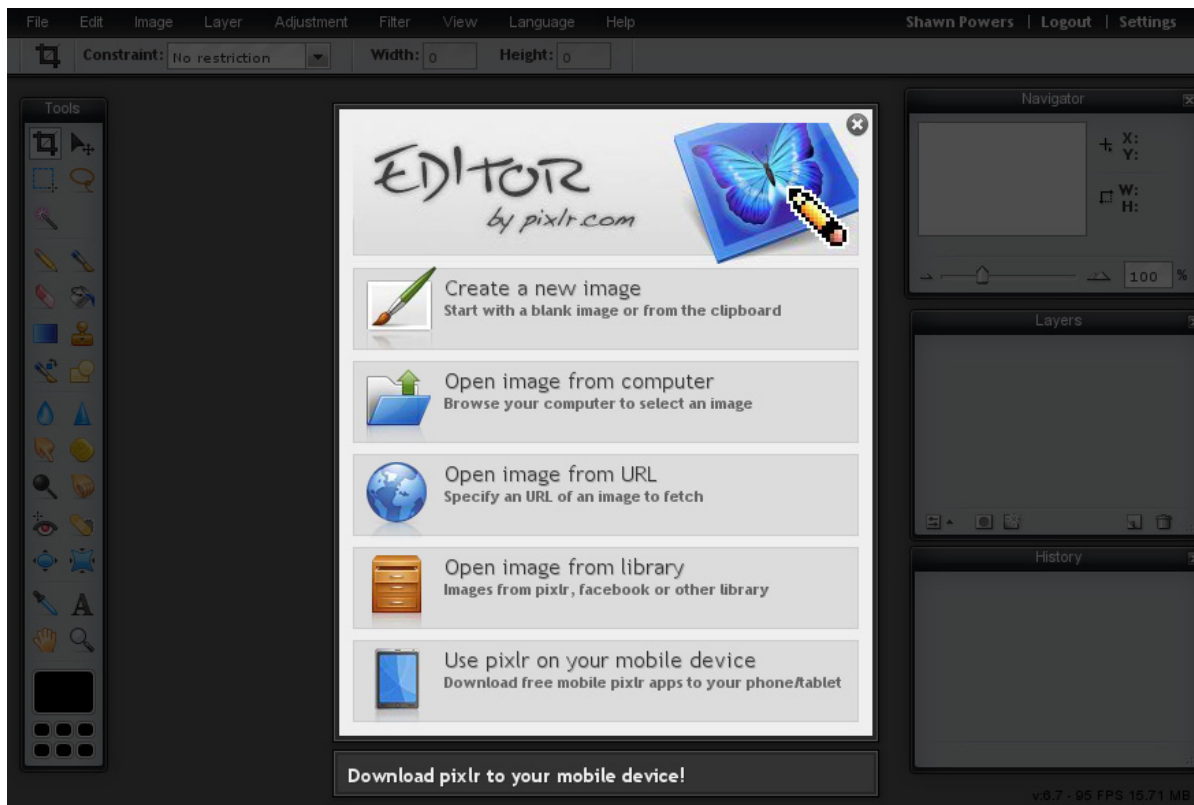 File Edit Image Layer Adjustment Filter View Language Help Shawn Powers | Logout | Settings
Constraint: No restriction Width: 0 Height: 0
Tools
Navigator
X:
Y:
W:
H:
100 %
Layers
History
EDITOR
by pixlr.com
Create a new image
Start with a blank image or from the clipboard
Open image from computer
Browse your computer to select an image
Open image from URL
Specify an URL of an image to fetch
Open image from library
Images from pixlr, facebook or other library
Use pixlr on your mobile device
Download free mobile pixlr apps to your phone/tablet
A
Download pixlr to your mobile device!
v:6.7 - 95 FPS 15.71 MB